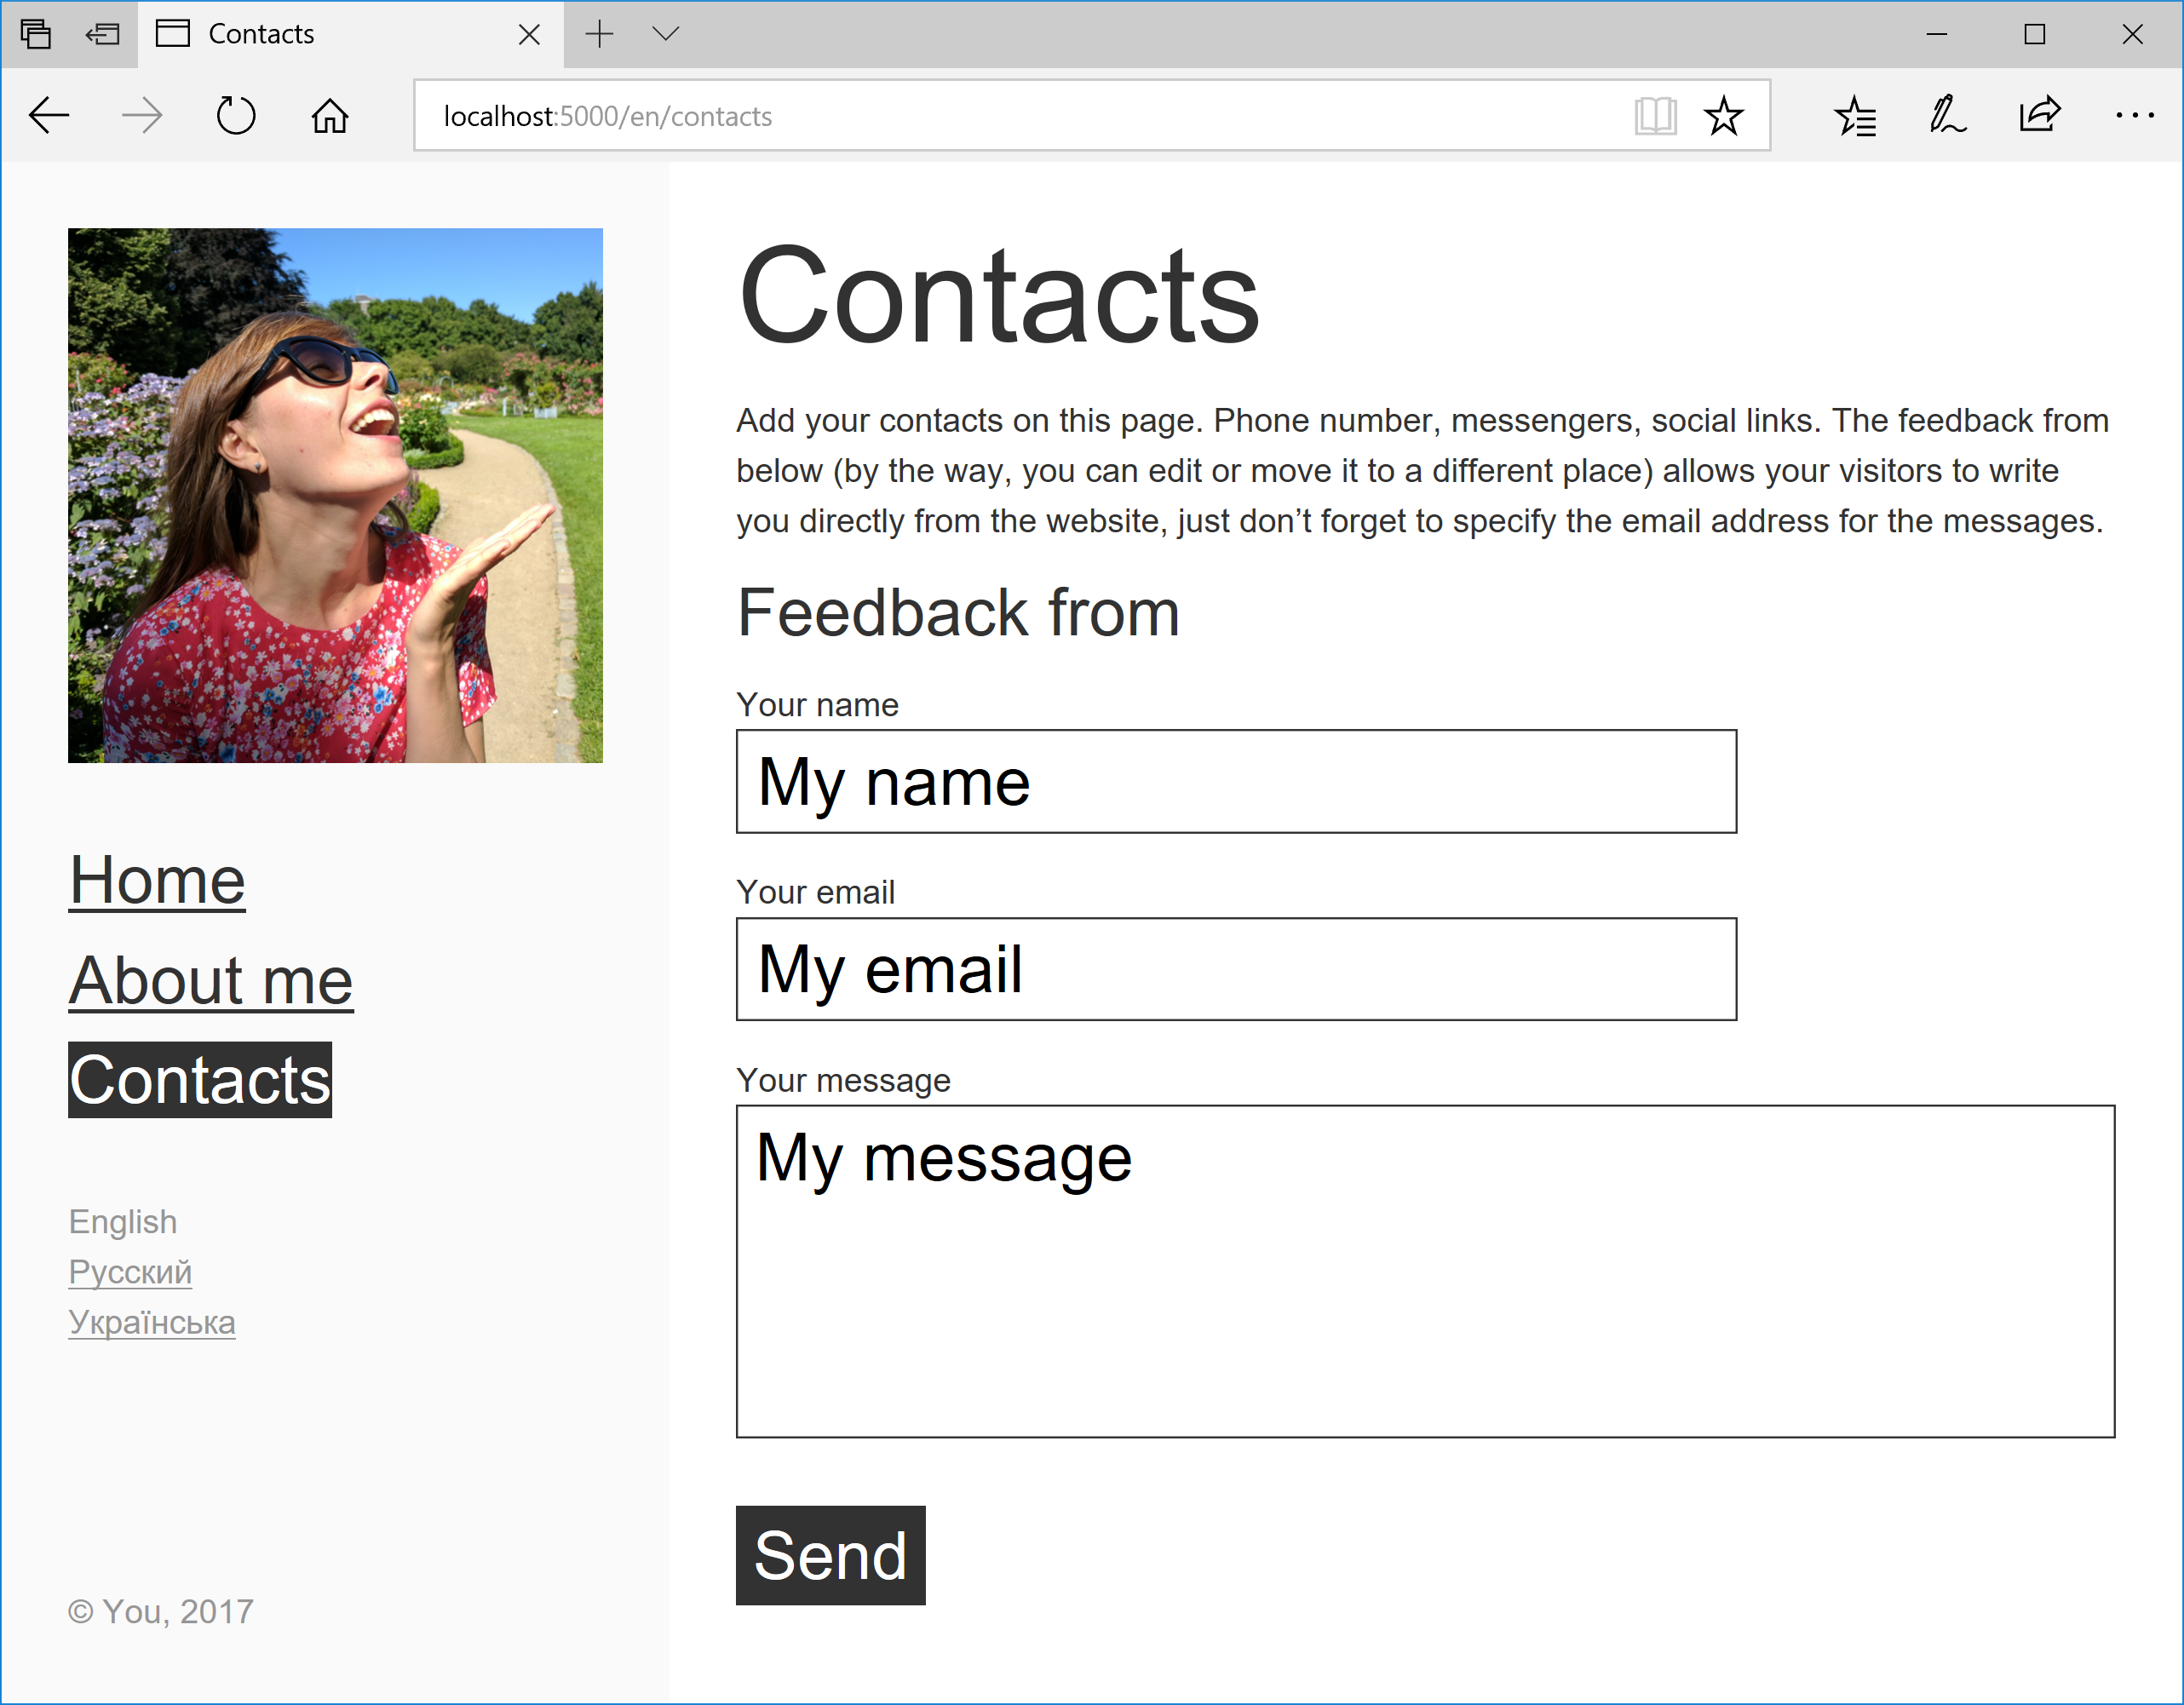 Contacts
localhost:5000/en/contacts
Contacts
Add your contacts on this page. Phone number, messengers, social links. The feedback from
below (by the way, you can edit or move it to a different place) allows your visitors to write
you directly from the website, just don’t forget to specify the email address for the messages.
Feedback from
Your name
My name
Your email
My email
Your message
My message
Send
Home
About me
Contacts
English
Русский
Українська
© You, 2017